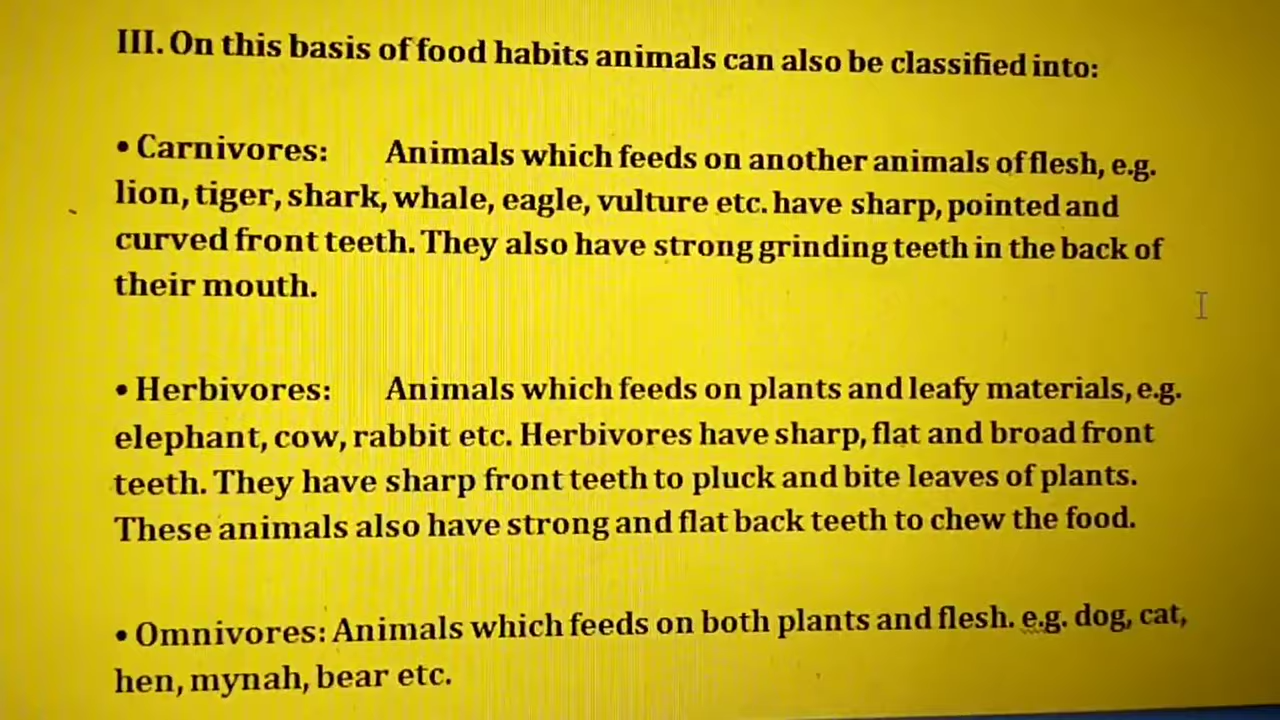 III. On this basis of food habits animals can also be classified into:
• Carnivores: Animals which feeds on another animals of flesh, e.g.
lion, tiger, shark, whale, eagle, vulture etc. have sharp, pointed and
curved front teeth. They also have strong grinding teeth in the back of
their mouth.
• Herbivores: Animals which feeds on plants and leafy materials, e.g.
elephant, cow, rabbit etc. Herbivores have sharp, flat and broad front
teeth. They have sharp front teeth to pluck and bite leaves of plants.
These animals also have strong and flat back teeth to chew the food.
• Omnivores: Animals which feeds on both plants and flesh. e.g. dog, cat,
hen, mynah, bear etc.